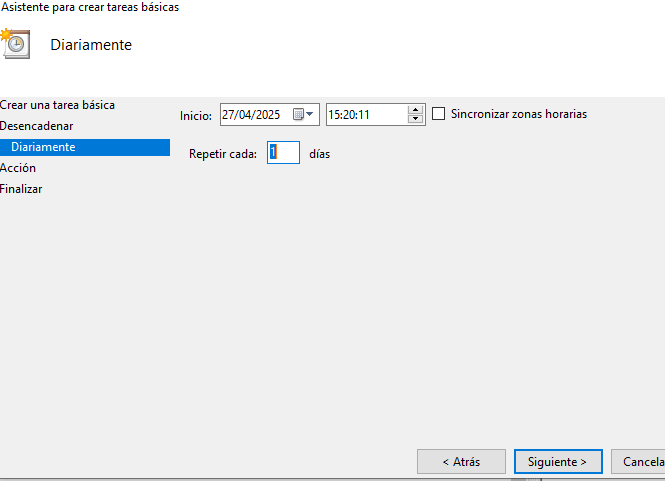 Asistente para crear tareas básicas
Diariamente
Crear una tarea básica
Desencadenar
Diariamente
Acción
Finalizar
Inicio: 27/04/2025 15:20:11 Sincronizar zonas horarias
Repetir cada: 1 días
< Atrás Siguiente > Cancela